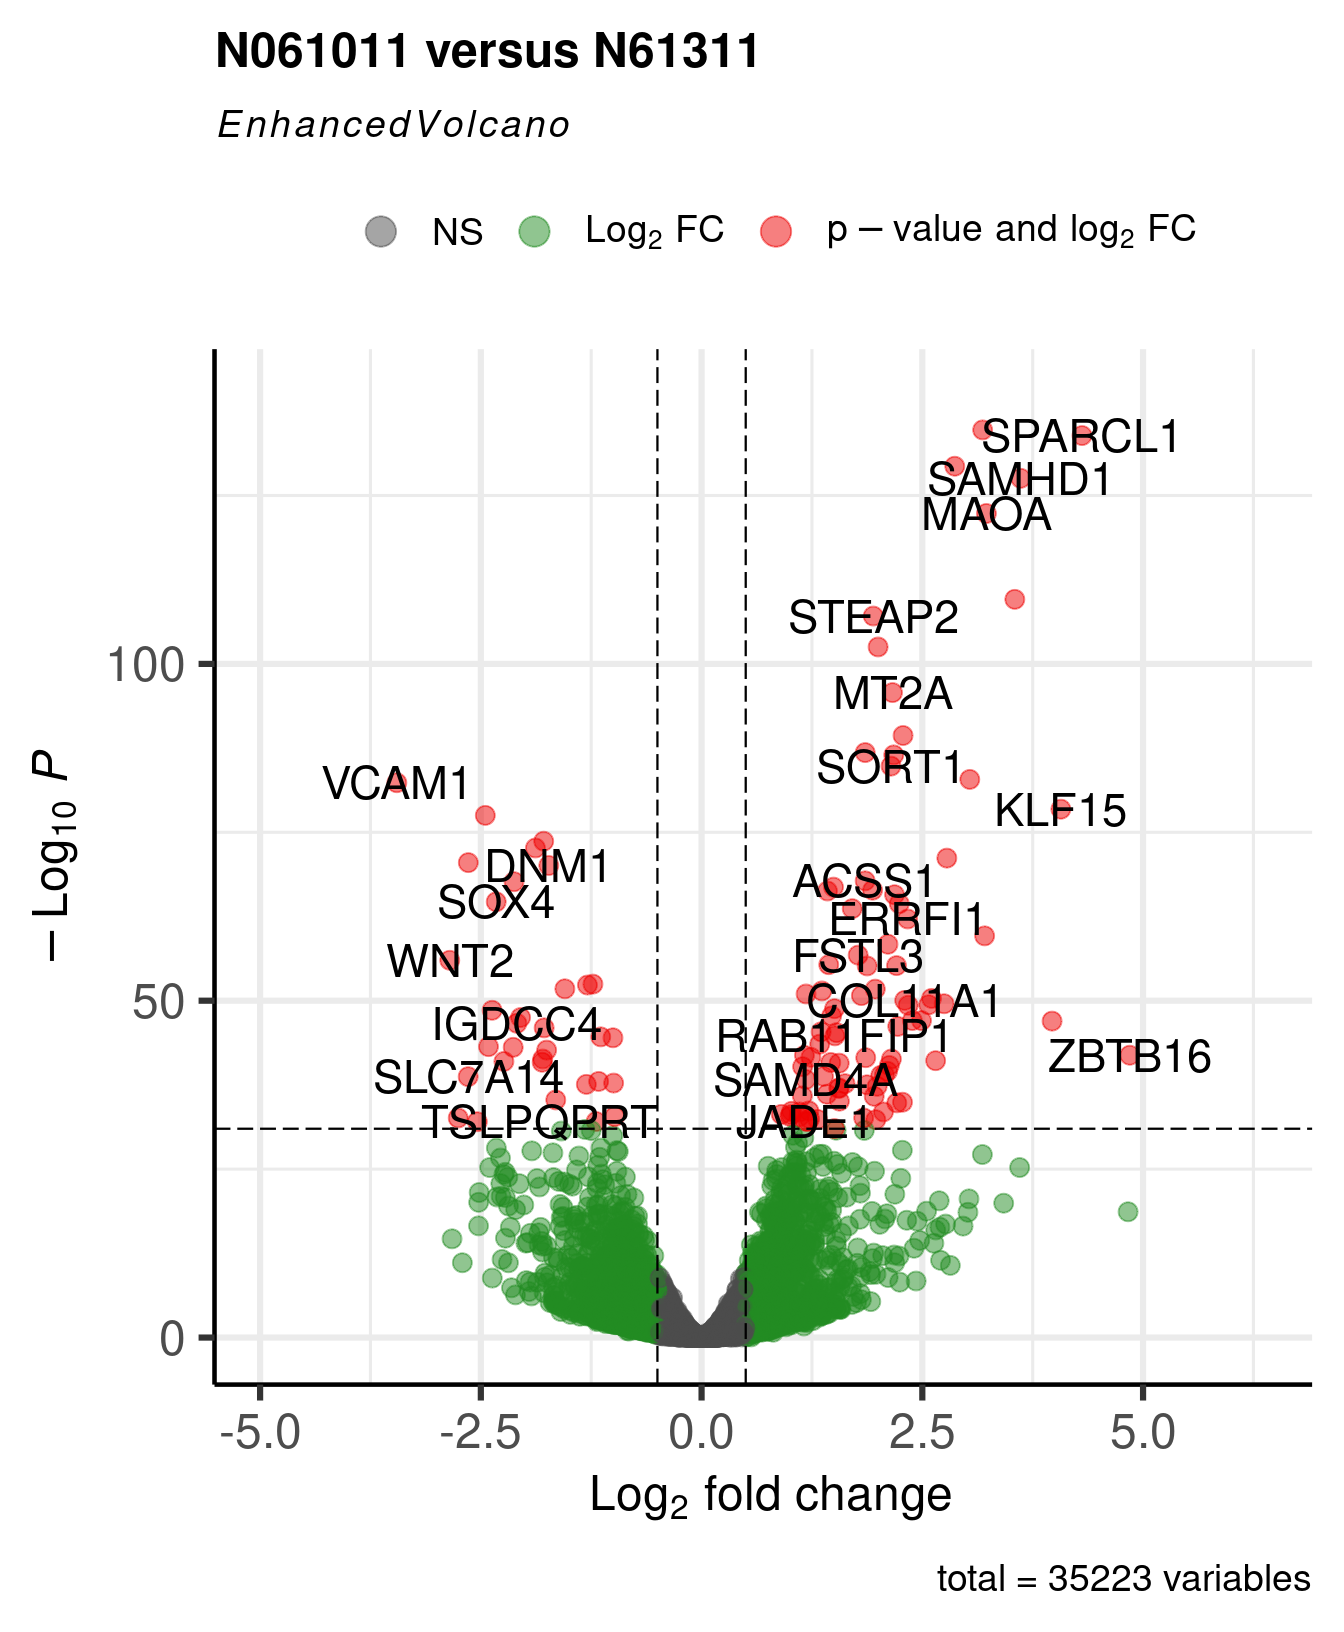 N061011 versus N61311
EnhancedVolcano
NS Log₂ FC p − value and log₂ FC
SPARCL1
SAMHD1
MAOA
STEAP2
100
MT2A
SORT1
VCAM1
KLF15
− Log₁₀ P
DNM1
ACSS1
SOX4
ERRFI1
FSTL3
WNT2
50
COL11A1
IGDCC4
RAB11FIP1
ZBTB16
SLC7A14
SAMD4A
TSLP
QPRT
JADE1
0
-5.0 -2.5 0.0 2.5 5.0
Log₂ fold change
total = 35223 variables